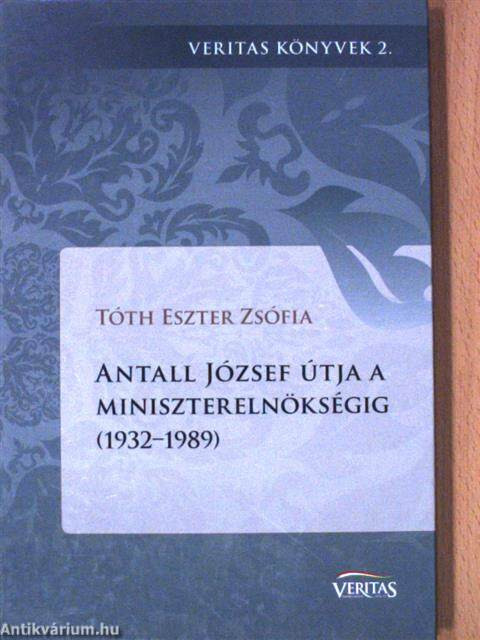 VERITAS KÖNYVEK 2.
TÓTH ESZTER ZSÓFIA
ANTALL JÓZSEF ÚTJA A
MINISZTERELNÖKSÉGIG
(1932–1989)
VERITAS
Antikvárium.hu